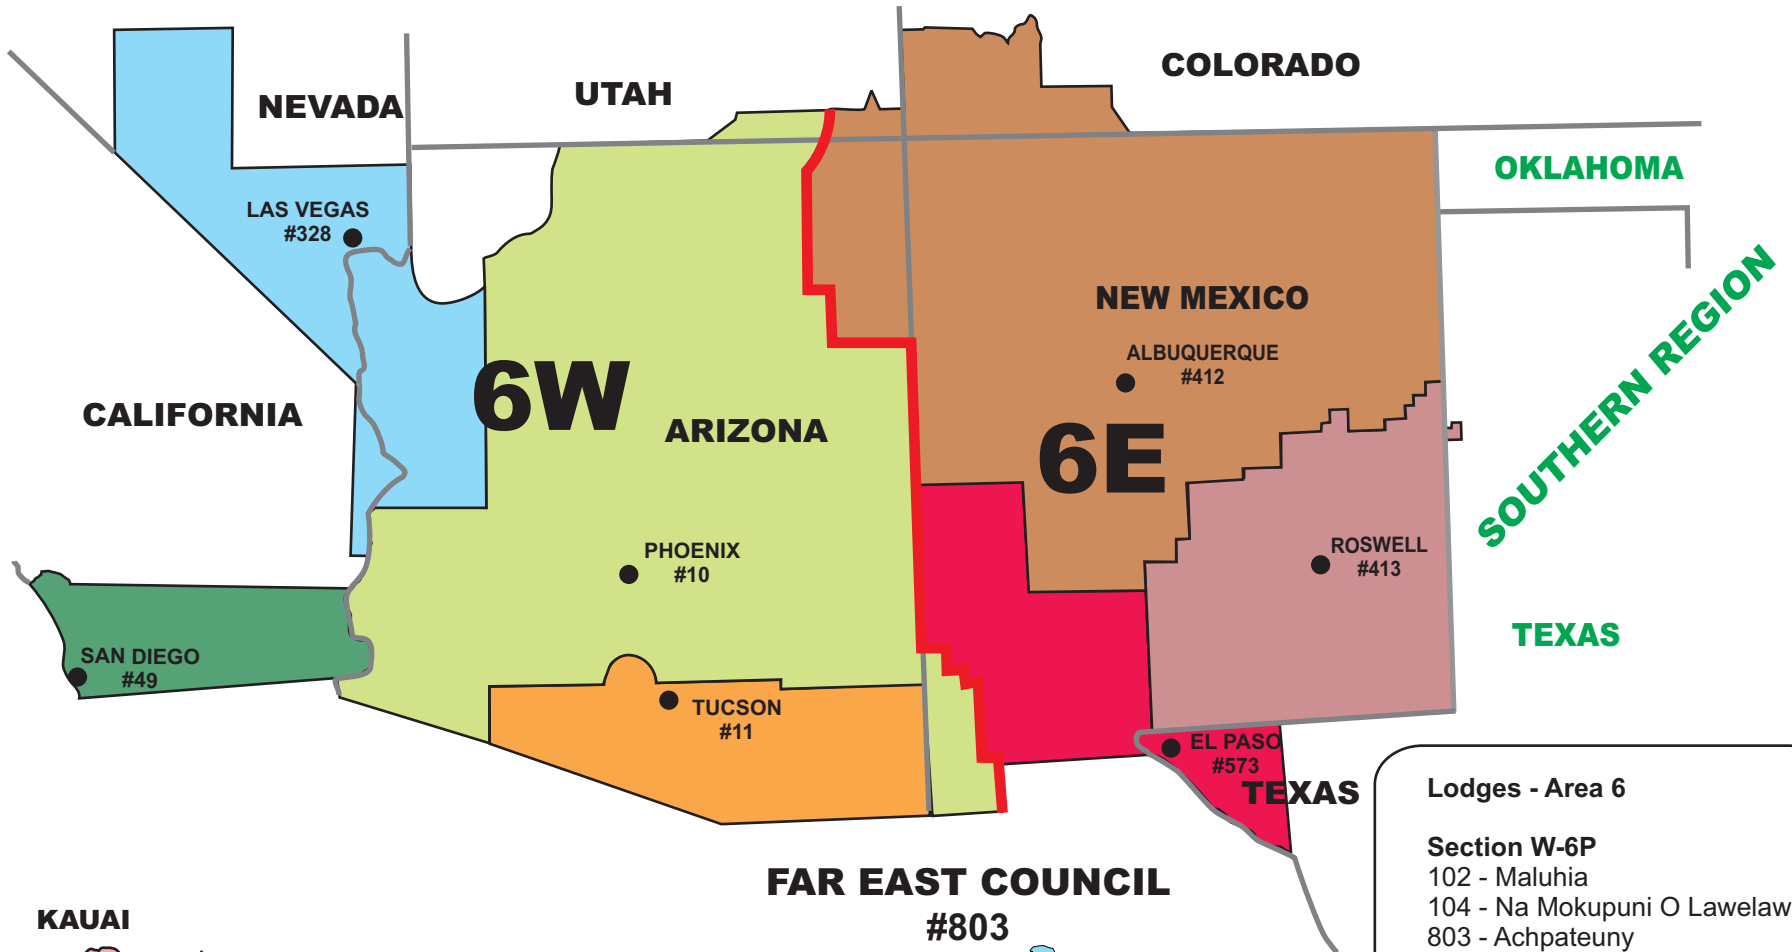 COLORADO
UTAH
NEVADA
OKLAHOMA
LAS VEGAS
#328
NEW MEXICO
SOUTHERN REGION
ALBUQUERQUE
#412
6W
CALIFORNIA
ARIZONA
6E
PHOENIX
#10
ROSWELL
#413
TEXAS
SAN DIEGO
#49
TUCSON
#11
EL PASO
#573
TEXAS
Lodges - Area 6
Section W-6P
102 - Maluhia
104 - Na Mokupuni O Lawelaw
803 - Achpateuny
FAR EAST COUNCIL
#803
KAUAI